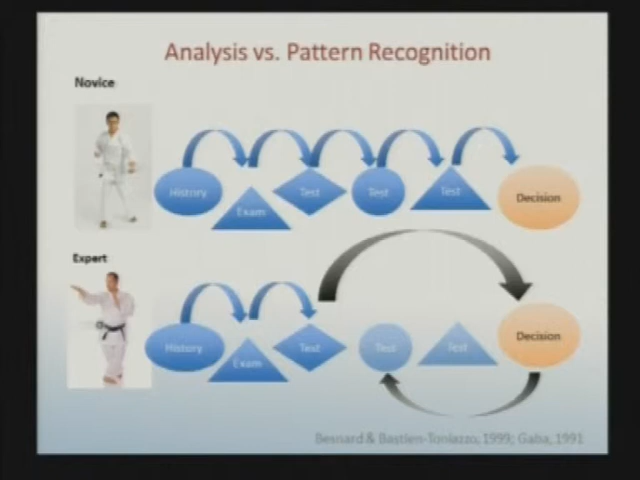 Analysis vs. Pattern Recognition
Novice
History
Exam
Test
Test
Test
Decision
Expert
History
Exam
Test
Test
Test
Decision
Besnard & Bastien-Toniazzo, 1999; Gaba, 1991